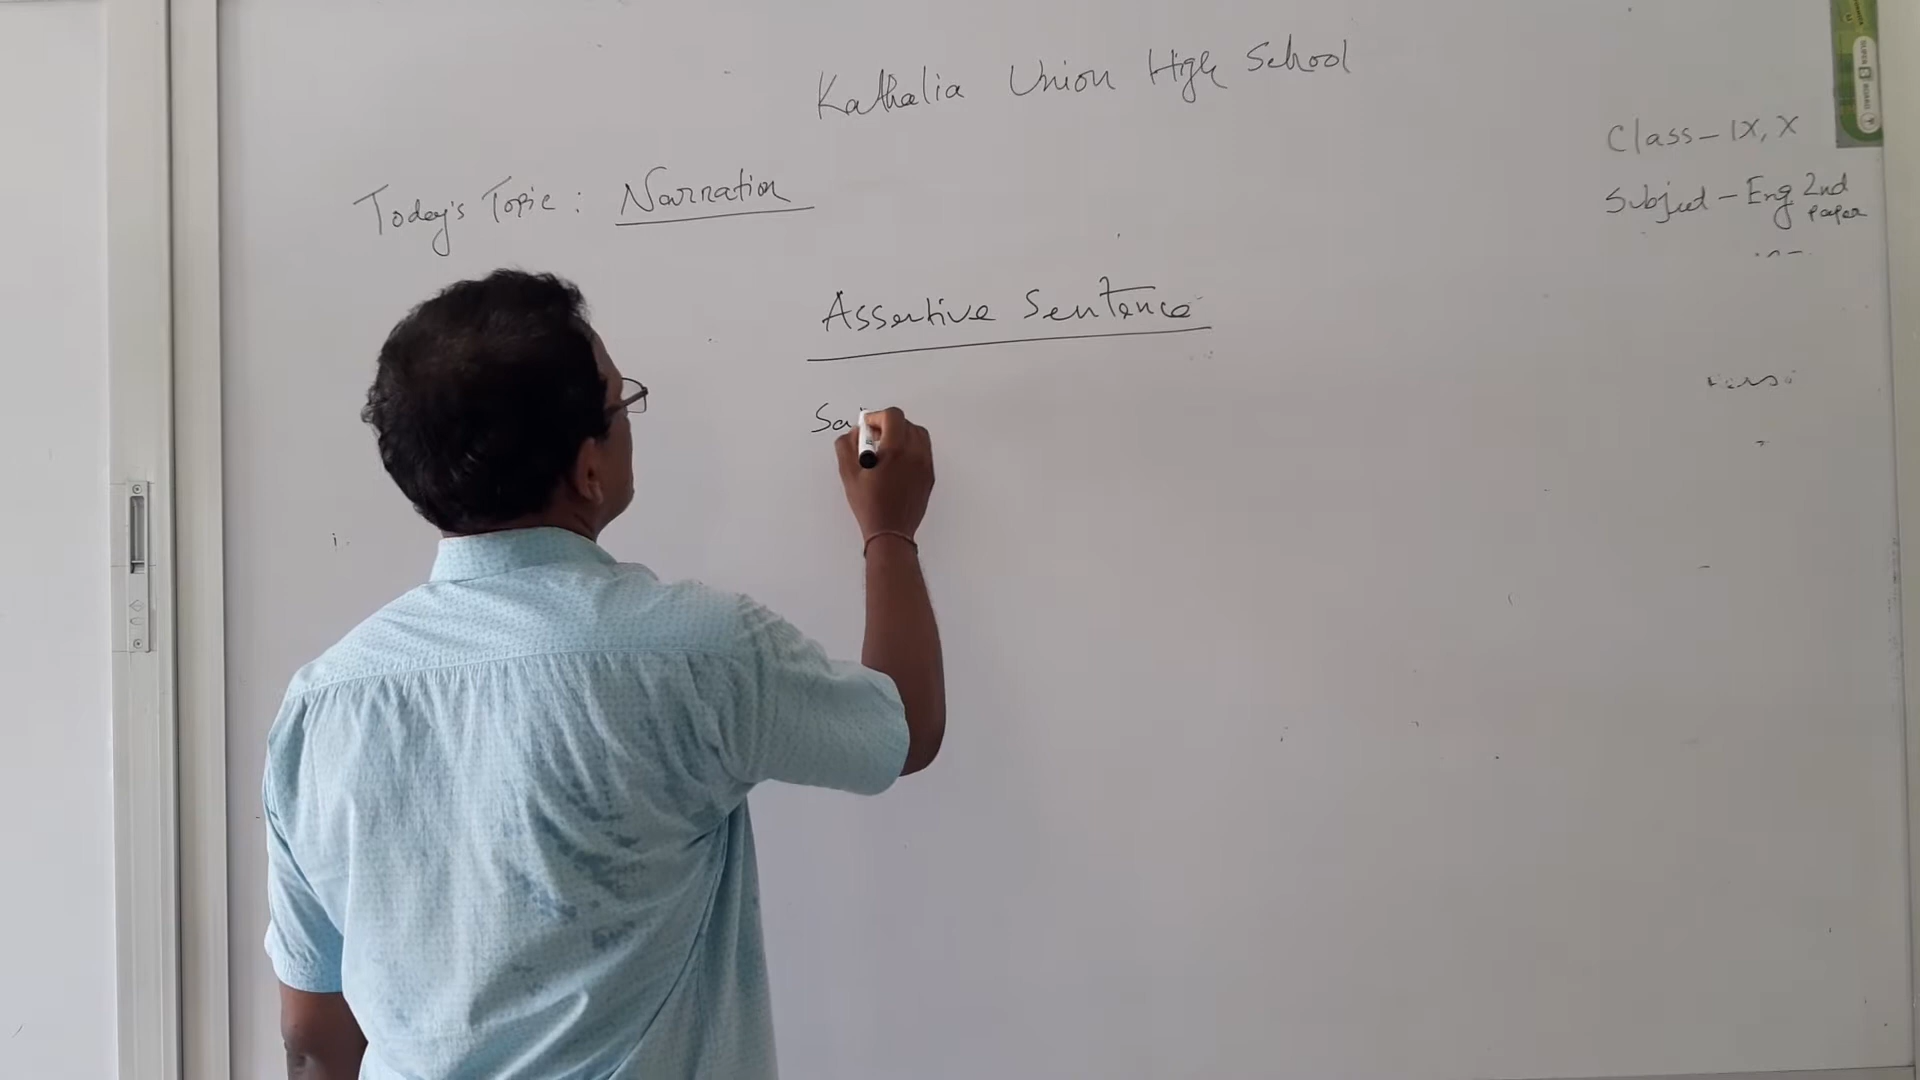 Kathalia Union High School
Class - IX, X
Today's Topic : Narration
Subject - Eng 2nd
paper
Assertive Sentence
Sa